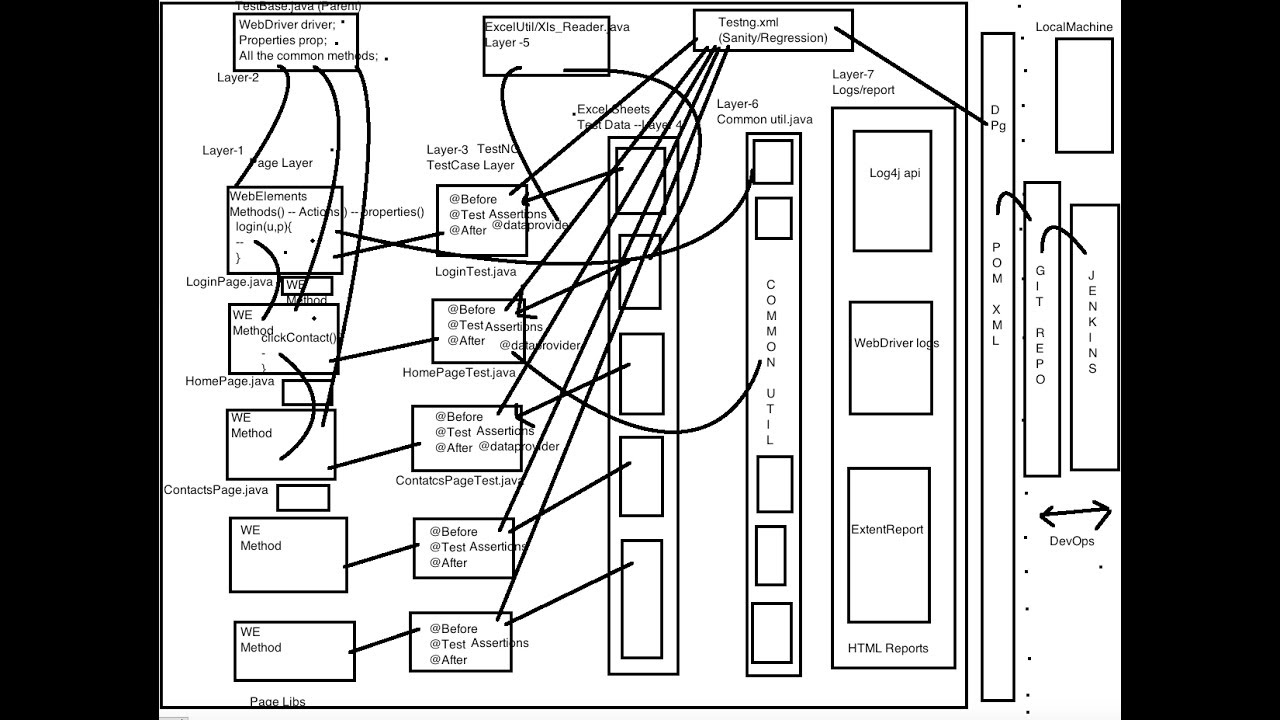 TestBase.java (Parent)
WebDriver driver;
Properties prop;
All the common methods;
Layer-2
ExcelUtil/Xls_Reader.java
Layer -5
Testng.xml
(Sanity/Regression)
LocalMachine
Layer-7
Logs/report
Layer-6
Common util.java
Excel Sheets
Test Data --Layer 4
Layer-1
Page Layer
Layer-3 TestNG
TestCase Layer
WebElements
Methods() -- Actions() -- properties()
login(u,p){
--
}
LoginPage.java
WE
Method
@Before
@Test Assertions
@After @dataprovider
LoginTest.java
WE
Method
clickContact()
-
}
HomePage.java
@Before
@Test Assertions
@After @dataprovider
HomePageTest.java
WE
Method
ContactsPage.java
@Before
@Test Assertions
@After @dataprovider
ContatcsPageTest.java
WE
Method
@Before
@Test Assertions
@After
WE
Method
@Before
@Test Assertions
@After
Page Libs
COMMON UTIL
Log4j api
WebDriver logs
ExtentReport
HTML Reports
D
Pg
POM XML
GIT REPO
JENKINS
DevOps